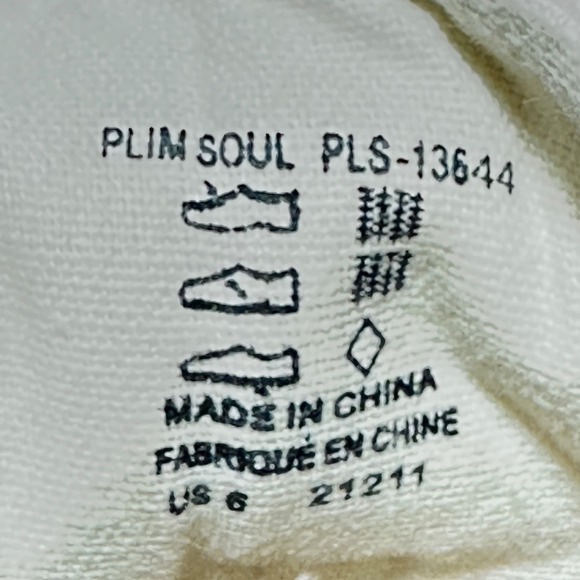 PLIM SOUL PLS-13644
MADE IN CHINA
FABRIQUÉ EN CHINE
US 6 21211